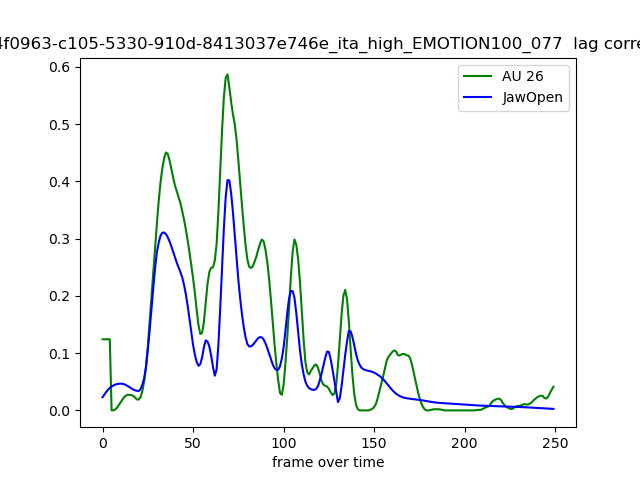 4f0963-c105-5330-910d-8413037e746e_ita_high_EMOTION100_077 lag corre
AU 26
JawOpen
0.6
0.5
0.4
0.3
0.2
0.1
0.0
0 50 100 150 200 250
frame over time